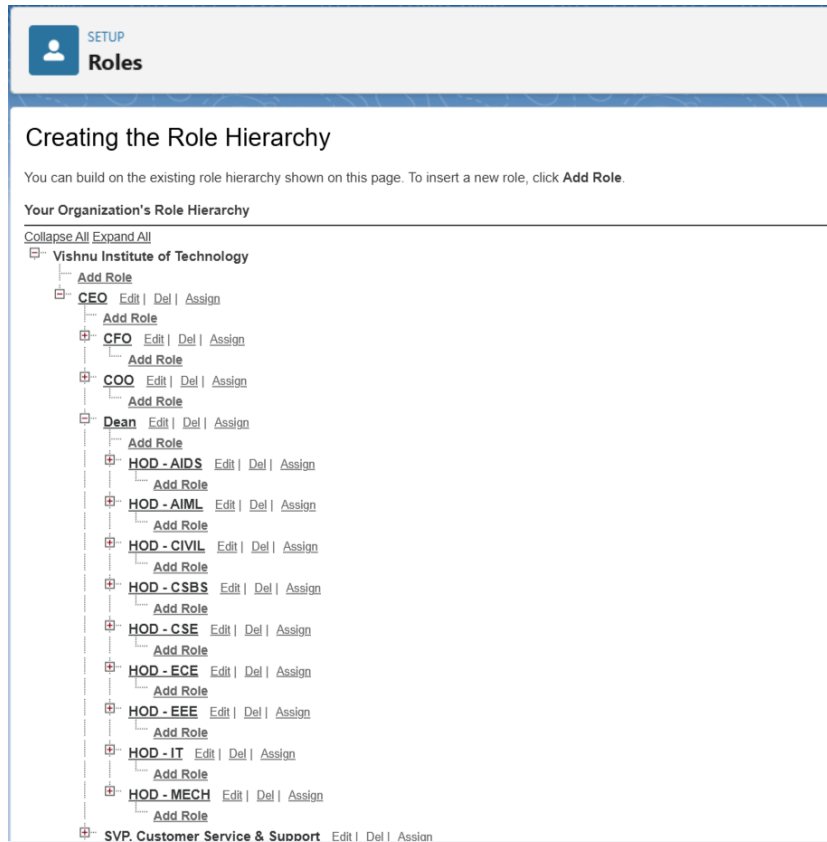 SETUP
Roles
Creating the Role Hierarchy
You can build on the existing role hierarchy shown on this page. To insert a new role, click Add Role.
Your Organization's Role Hierarchy
Collapse All Expand All
Vishnu Institute of Technology
Add Role
CEO Edit | Del | Assign
Add Role
CFO Edit | Del | Assign
Add Role
COO Edit | Del | Assign
Add Role
Dean Edit | Del | Assign
Add Role
HOD - AIDS Edit | Del | Assign
Add Role
HOD - AIML Edit | Del | Assign
Add Role
HOD - CIVIL Edit | Del | Assign
Add Role
HOD - CSBS Edit | Del | Assign
Add Role
HOD - CSE Edit | Del | Assign
Add Role
HOD - ECE Edit | Del | Assign
Add Role
HOD - EEE Edit | Del | Assign
Add Role
HOD - IT Edit | Del | Assign
Add Role
HOD - MECH Edit | Del | Assign
Add Role
SVP, Customer Service & Support Edit | Del | Assign